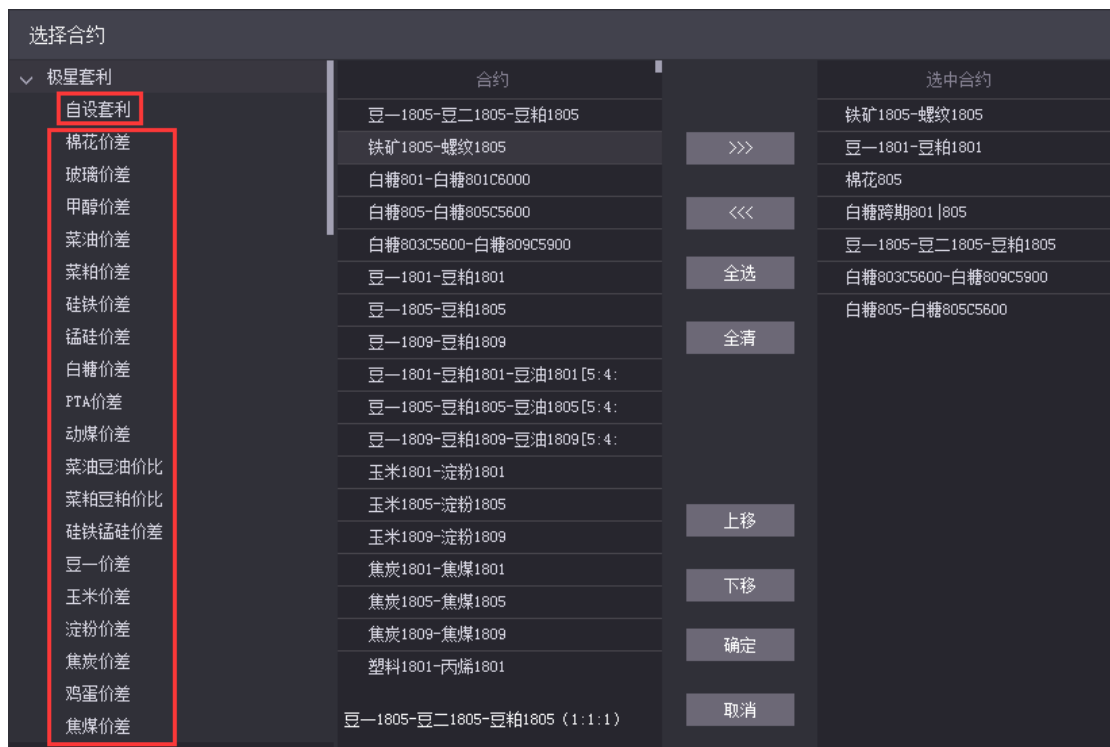 选择合约
极星套利
自设套利
棉花价差
玻璃价差
甲醇价差
菜油价差
菜粕价差
硅铁价差
锰硅价差
白糖价差
PTA价差
动煤价差
菜油豆油价比
菜粕豆粕价比
硅铁锰硅价差
豆一价差
玉米价差
淀粉价差
焦炭价差
鸡蛋价差
焦煤价差
合约
豆一1805-豆二1805-豆粕1805
铁矿1805-螺纹1805
白糖801-白糖801C6000
白糖805-白糖805C5600
白糖803C5600-白糖809C5900
豆一1801-豆粕1801
豆一1805-豆粕1805
豆一1809-豆粕1809
豆一1801-豆粕1801-豆油1801[5:4:
豆一1805-豆粕1805-豆油1805[5:4:
豆一1809-豆粕1809-豆油1809[5:4:
玉米1801-淀粉1801
玉米1805-淀粉1805
玉米1809-淀粉1809
焦炭1801-焦煤1801
焦炭1805-焦煤1805
焦炭1809-焦煤1809
塑料1801-丙烯1801
豆一1805-豆二1805-豆粕1805 (1:1:1)
>>>
<<<
全选
全清
上移
下移
确定
取消
选中合约
铁矿1805-螺纹1805
豆一1801-豆粕1801
棉花805
白糖跨期801|805
豆一1805-豆二1805-豆粕1805
白糖803C5600-白糖809C5900
白糖805-白糖805C5600